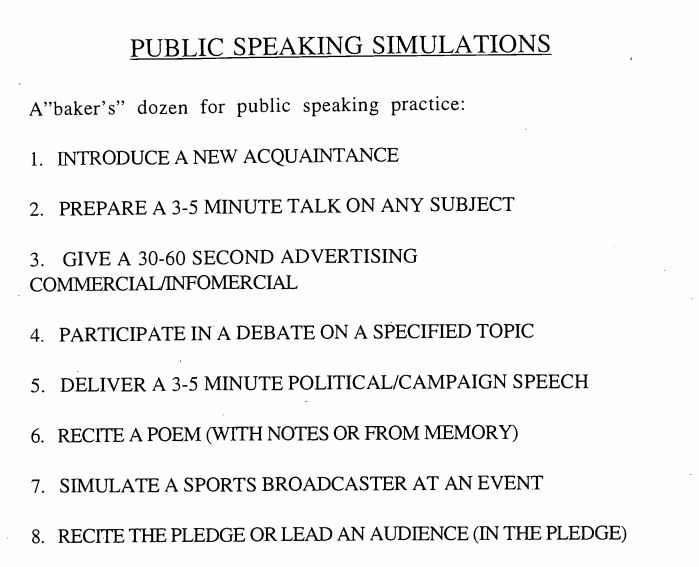 PUBLIC SPEAKING SIMULATIONS
A"baker's" dozen for public speaking practice:
1. INTRODUCE A NEW ACQUAINTANCE
2. PREPARE A 3-5 MINUTE TALK ON ANY SUBJECT
3. GIVE A 30-60 SECOND ADVERTISING
COMMERCIAL/INFOMERCIAL
4. PARTICIPATE IN A DEBATE ON A SPECIFIED TOPIC
5. DELIVER A 3-5 MINUTE POLITICAL/CAMPAIGN SPEECH
6. RECITE A POEM (WITH NOTES OR FROM MEMORY)
7. SIMULATE A SPORTS BROADCASTER AT AN EVENT
8. RECITE THE PLEDGE OR LEAD AN AUDIENCE (IN THE PLEDGE)